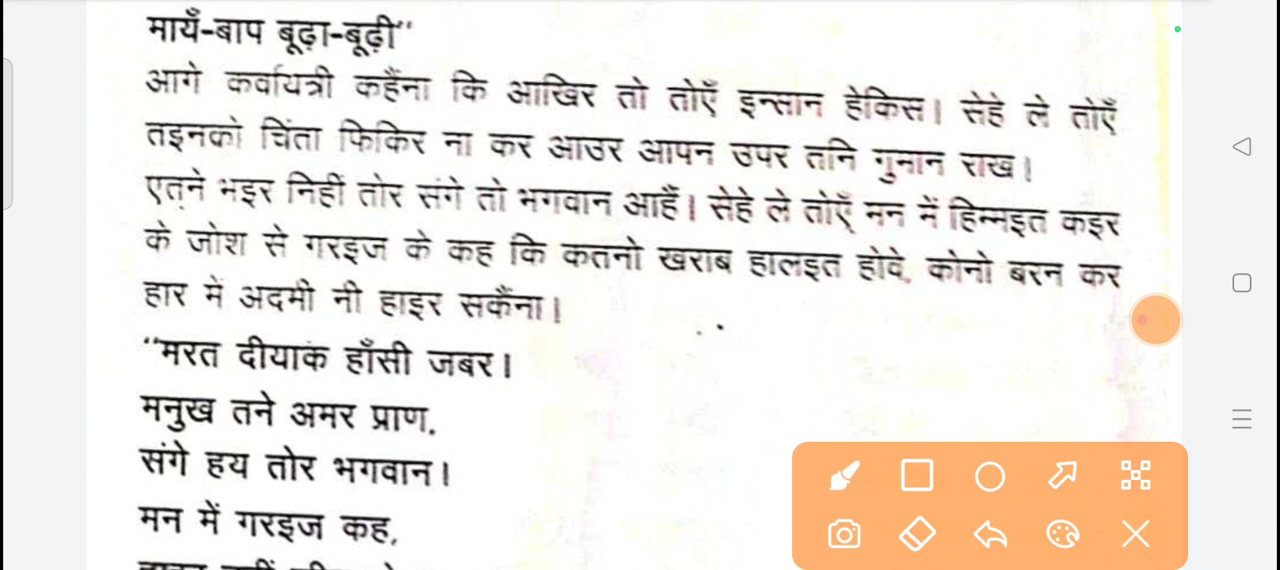 मायँ-बाप बूढ़ा-बूढ़ी"
आगे कवयित्री कहैंना कि आखिर तो तोएँ इन्सान हेकिस। सेहे ले तोएँ
तइनको चिंता फिकिर ना कर आउर आपन उपर तनि गुमान राख।
एतने भइर निहीं तोर संगे तो भगवान आहैं। सेहे ले तोएँ मन में हिम्मइत कइर
के जोश से गरइज के कह कि कतनो खराब हालइत होवे, कोनो बरन कर
हार में अदमी नी हाइर सकैंना।
"मरत दीयाक हाँसी जबर।
मनुख तने अमर प्राण,
संगे हय तोर भगवान।
मन में गरइज कह,